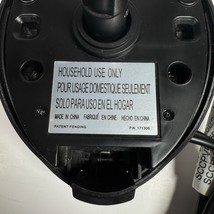 HOUSEHOLD USE ONLY
POUR USAGE DOMESTIQUE SEULEMENT
SOLO PARA USO EN EL HOGAR
MADE IN CHINA FABRIQUÉ EN CHINE HECHO EN CHINA
PATENT PENDING